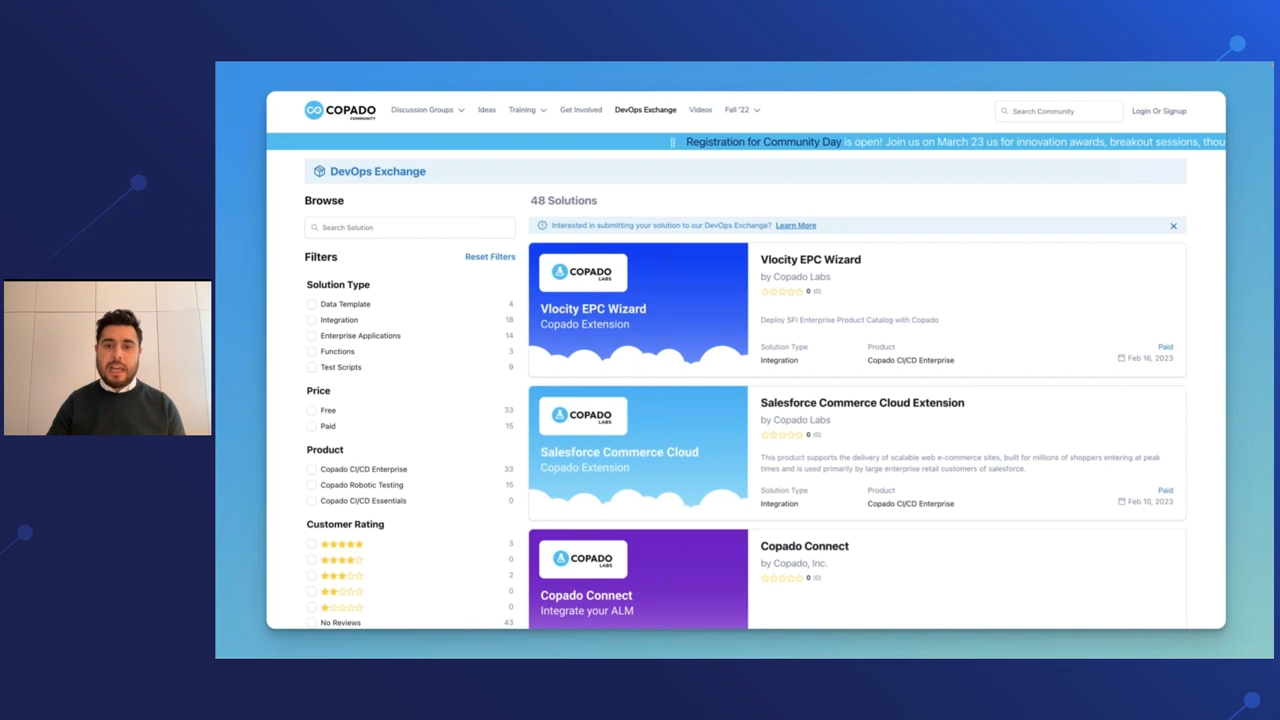 COPADO
COMMUNITY
Discussion Groups
Ideas
Training
Get Involved
DevOps Exchange
Videos
Fall '22
Search Community
Login Or Signup
|| Registration for Community Day is open! Join us on March 23 us for innovation awards, breakout sessions, thou
DevOps Exchange
Browse
Search Solution
Filters
Reset Filters
Solution Type
Data Template 4
Integration 18
Enterprise Applications 14
Functions 3
Test Scripts 9
Price
Free 33
Paid 15
Product
Copado CI/CD Enterprise 33
Copado Robotic Testing 15
Copado CI/CD Essentials 0
Customer Rating
3
0
2
0
0
No Reviews 43
48 Solutions
Interested in submitting your solution to our DevOps Exchange? Learn More
COPADO
LABS
Vlocity EPC Wizard
Copado Extension
Vlocity EPC Wizard
by Copado Labs
0 (0)
Deploy SFI Enterprise Product Catalog with Copado
Solution Type
Integration
Product
Copado CI/CD Enterprise
Paid
Feb 16, 2023
COPADO
LABS
Salesforce Commerce Cloud
Copado Extension
Salesforce Commerce Cloud Extension
by Copado Labs
0 (0)
This product supports the delivery of scalable web e-commerce sites, built for millions of shoppers entering at peak
times and is used primarily by large enterprise retail customers of salesforce.
Solution Type
Integration
Product
Copado CI/CD Enterprise
Paid
Feb 10, 2023
COPADO
LABS
Copado Connect
Integrate your ALM
Copado Connect
by Copado, Inc.
0 (0)